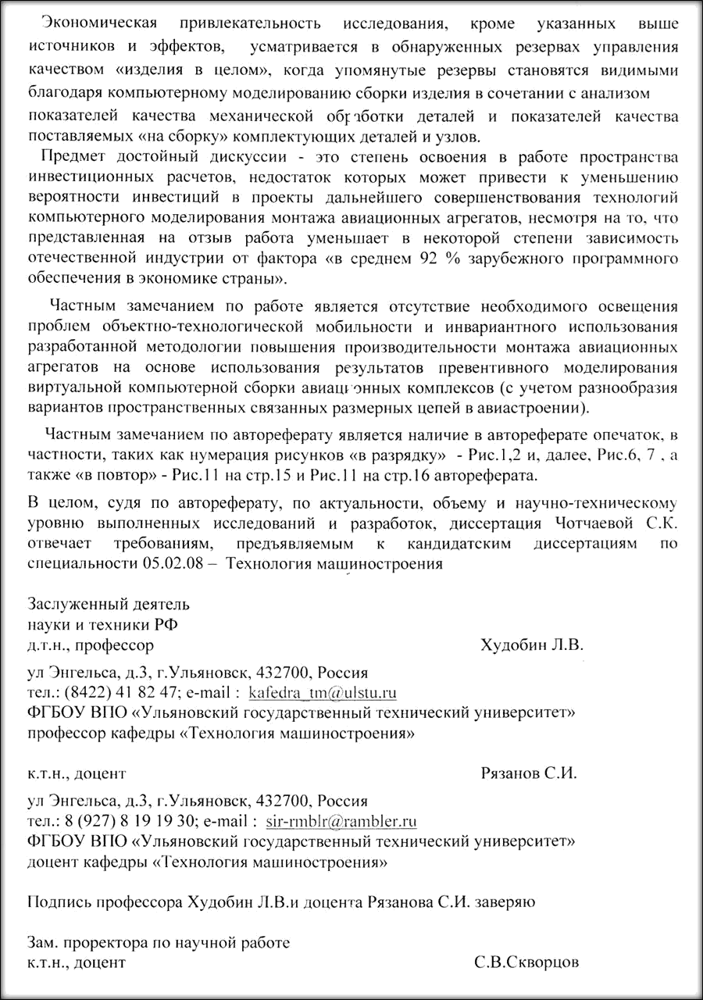 Экономическая привлекательность исследования, кроме указанных выше
источников и эффектов, усматривается в обнаруженных резервах управления
качеством «изделия в целом», когда упомянутые резервы становятся видимыми
благодаря компьютерному моделированию сборки изделия в сочетании с анализом
показателей качества механической обработки деталей и показателей качества
поставляемых «на сборку» комплектующих деталей и узлов.
Предмет достойный дискуссии - это степень освоения в работе пространства
инвестиционных расчетов, недостаток которых может привести к уменьшению
вероятности инвестиций в проекты дальнейшего совершенствования технологий
компьютерного моделирования монтажа авиационных агрегатов, несмотря на то, что
представленная на отзыв работа уменьшает в некоторой степени зависимость
отечественной индустрии от фактора «в среднем 92 % зарубежного программного
обеспечения в экономике страны».
Частным замечанием по работе является отсутствие необходимого освещения
проблем объектно-технологической мобильности и инвариантного использования
разработанной методологии повышения производительности монтажа авиационных
агрегатов на основе использования результатов превентивного моделирования
виртуальной компьютерной сборки авиационных комплексов (с учетом разнообразия
вариантов пространственных связанных размерных цепей в авиастроении).
Частным замечанием по автореферату является наличие в автореферате опечаток, в
частности, таких как нумерация рисунков «в разрядку» - Рис.1,2 и, далее, Рис.6, 7 , а
также «в повтор» - Рис.11 на стр.15 и Рис.11 на стр.16 автореферата.
В целом, судя по автореферату, по актуальности, объему и научно-техническому
уровню выполненных исследований и разработок, диссертация Чотчаевой С.К.
отвечает требованиям, предъявляемым к кандидатским диссертациям по
специальности 05.02.08 – Технология машиностроения
Заслуженный деятель
науки и техники РФ
д.т.н., профессор Худобин Л.В.
ул Энгельса, д.3, г.Ульяновск, 432700, Россия
тел.: (8422) 41 82 47; e-mail : kafedra_tm@ulstu.ru
ФГБОУ ВПО «Ульяновский государственный технический университет»
профессор кафедры «Технология машиностроения»
к.т.н., доцент Рязанов С.И.
ул Энгельса, д.3, г.Ульяновск, 432700, Россия
тел.: 8 (927) 8 19 19 30; e-mail : sir-rmblr@rambler.ru
ФГБОУ ВПО «Ульяновский государственный технический университет»
доцент кафедры «Технология машиностроения»
Подпись профессора Худобин Л.В.и доцента Рязанова С.И. заверяю
Зам. проректора по научной работе
к.т.н., доцент С.В.Скворцов